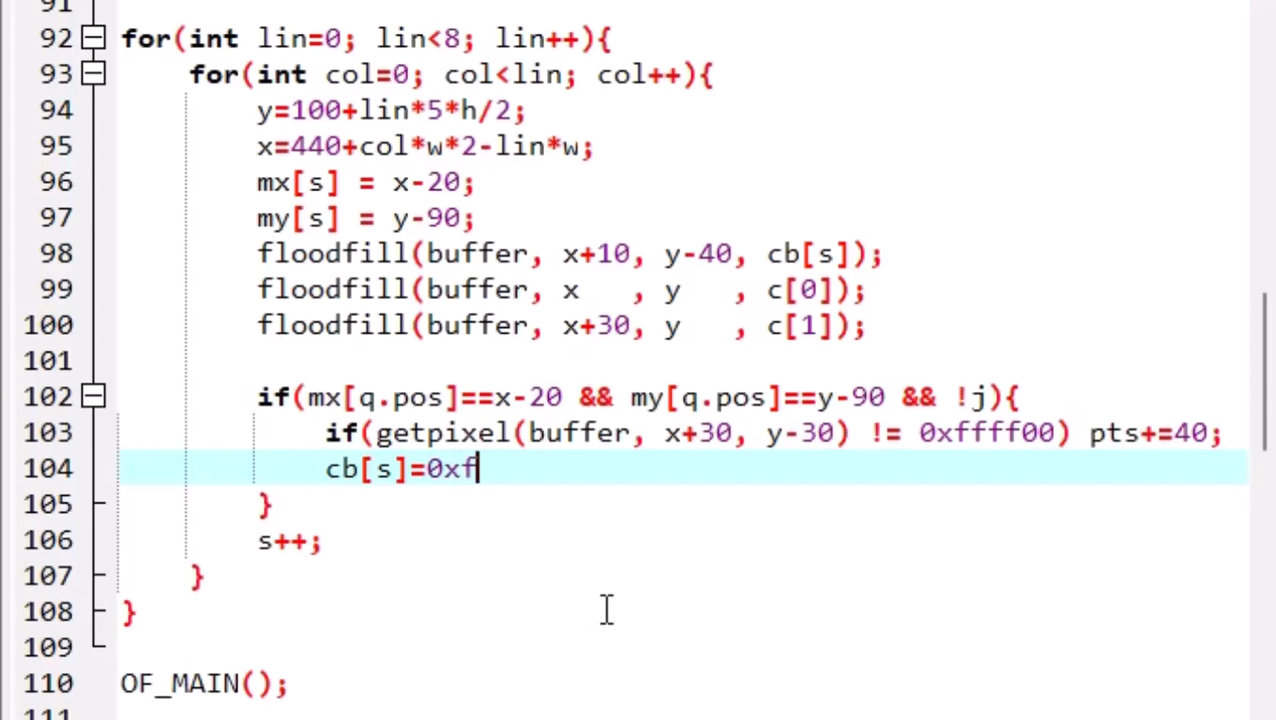 91
92 for(int lin=0; lin<8; lin++){
93 for(int col=0; col<lin; col++){
94 y=100+lin*5*h/2;
95 x=440+col*w*2-lin*w;
96 mx[s] = x-20;
97 my[s] = y-90;
98 floodfill(buffer, x+10, y-40, cb[s]);
99 floodfill(buffer, x   , y   , c[0]);
100 floodfill(buffer, x+30, y   , c[1]);
101
102 if(mx[q.pos]==x-20 && my[q.pos]==y-90 && !j){
103 if(getpixel(buffer, x+30, y-30) != 0xffff00) pts+=40;
104 cb[s]=0xf
105 }
106 s++;
107 }
108 }
109
110 OF_MAIN();
111